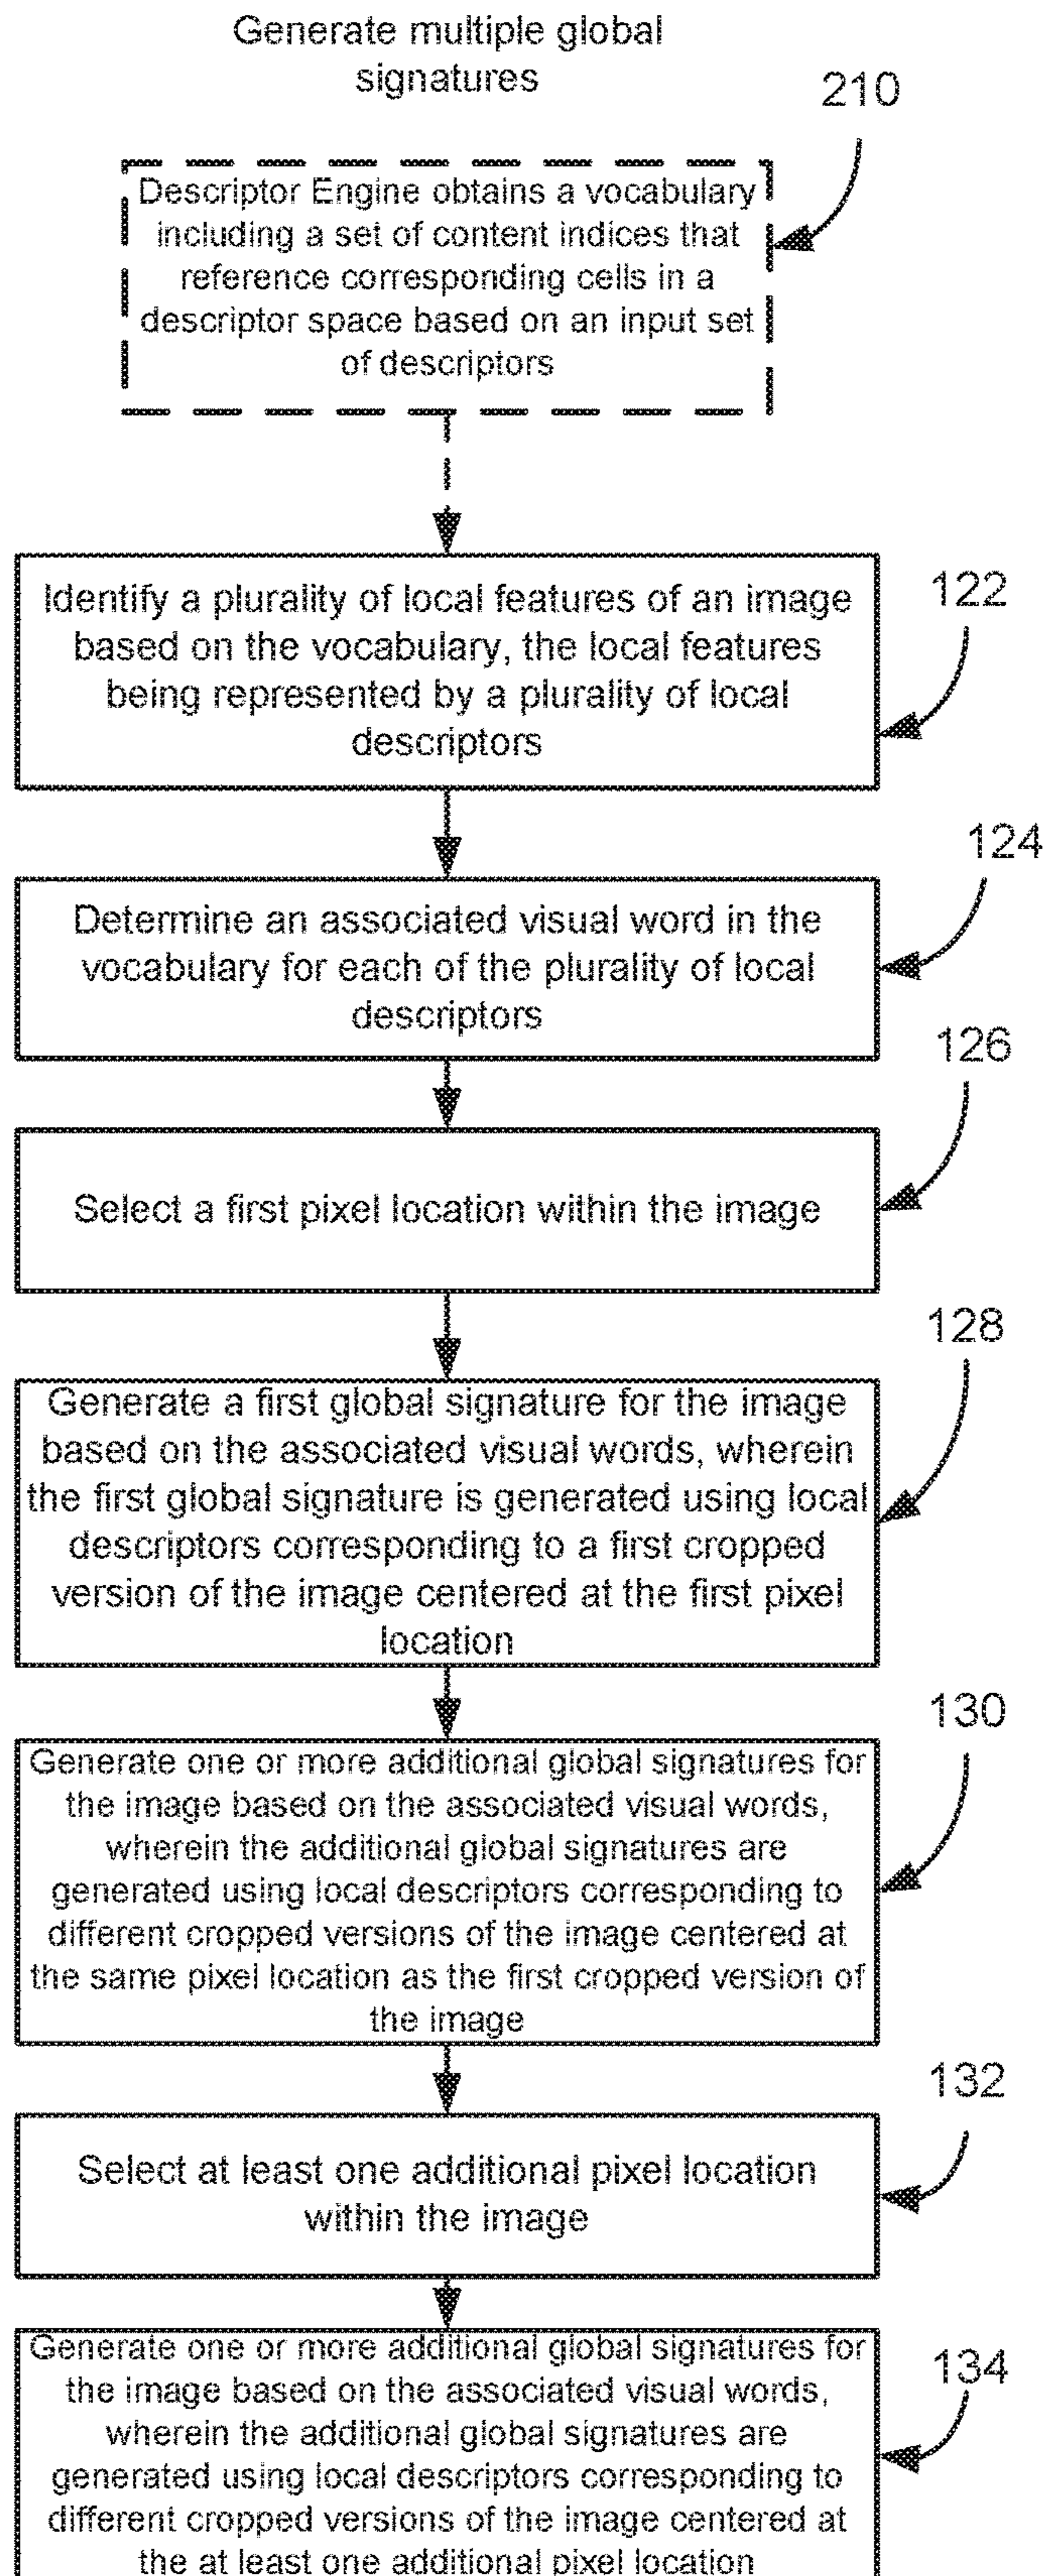 Generate multiple global
signatures
210
Descriptor Engine obtains a vocabulary
including a set of content indices that
reference corresponding cells in a
descriptor space based on an input set
of descriptors
Identify a plurality of local features of an image
based on the vocabulary, the local features
being represented by a plurality of local
descriptors
122
Determine an associated visual word in the
vocabulary for each of the plurality of local
descriptors
124
Select a first pixel location within the image
126
Generate a first global signature for the image
based on the associated visual words, wherein
the first global signature is generated using local
descriptors corresponding to a first cropped
version of the image centered at the first pixel
location
128
Generate one or more additional global signatures for
the image based on the associated visual words,
wherein the additional global signatures are
generated using local descriptors corresponding to
different cropped versions of the image centered at
the same pixel location as the first cropped version of
the image
130
Select at least one additional pixel location
within the image
132
Generate one or more additional global signatures for
the image based on the associated visual words,
wherein the additional global signatures are
generated using local descriptors corresponding to
different cropped versions of the image centered at
the at least one additional pixel location
134